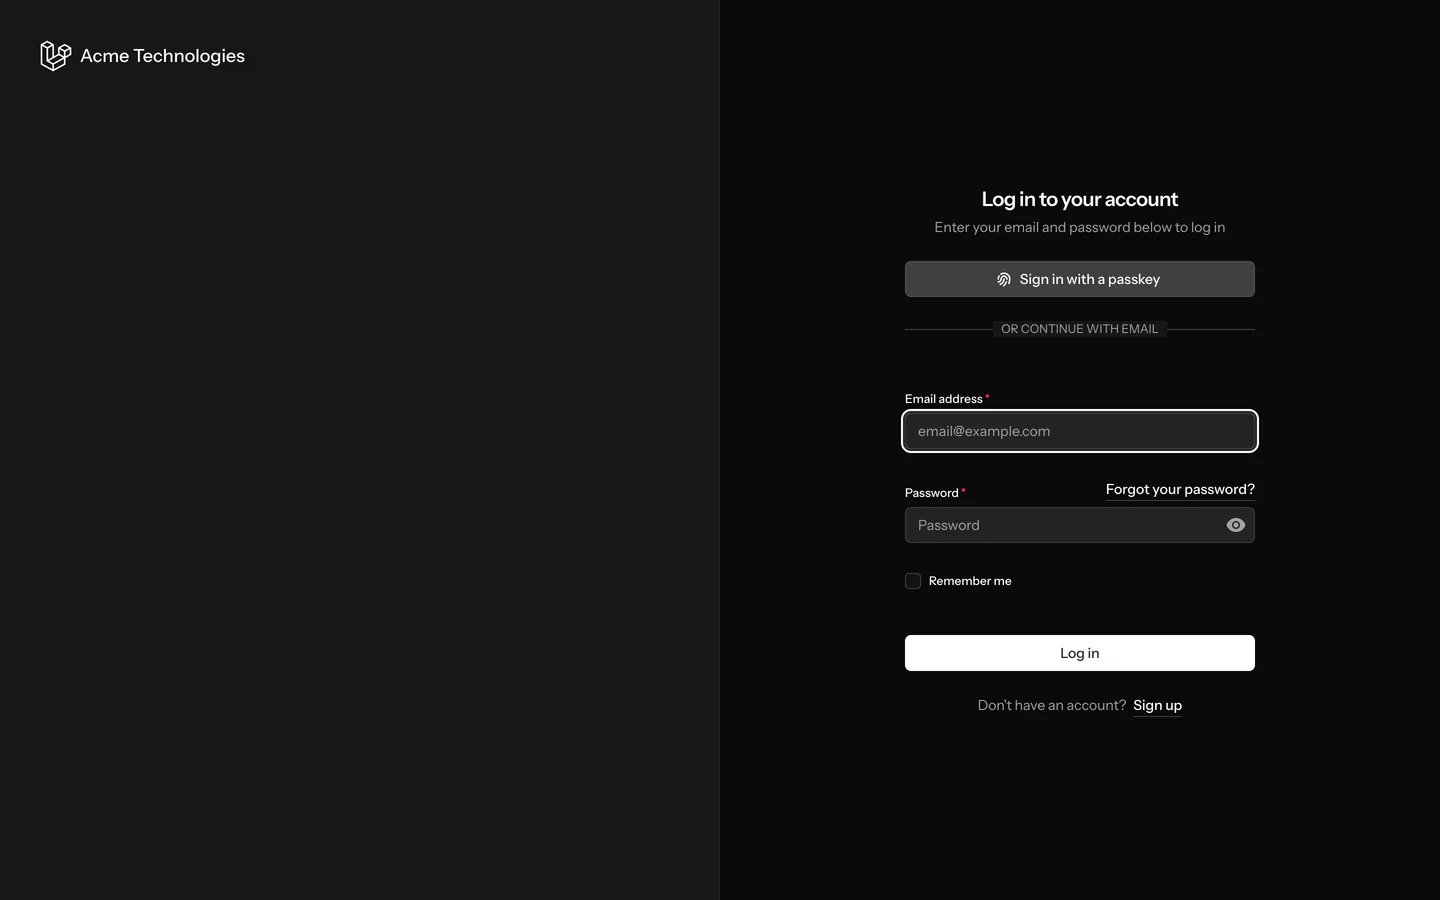 Acme Technologies
Log in to your account
Enter your email and password below to log in
Sign in with a passkey
OR CONTINUE WITH EMAIL
Email address*
email@example.com
Password*
Forgot your password?
Password
Remember me
Log in
Don't have an account? Sign up